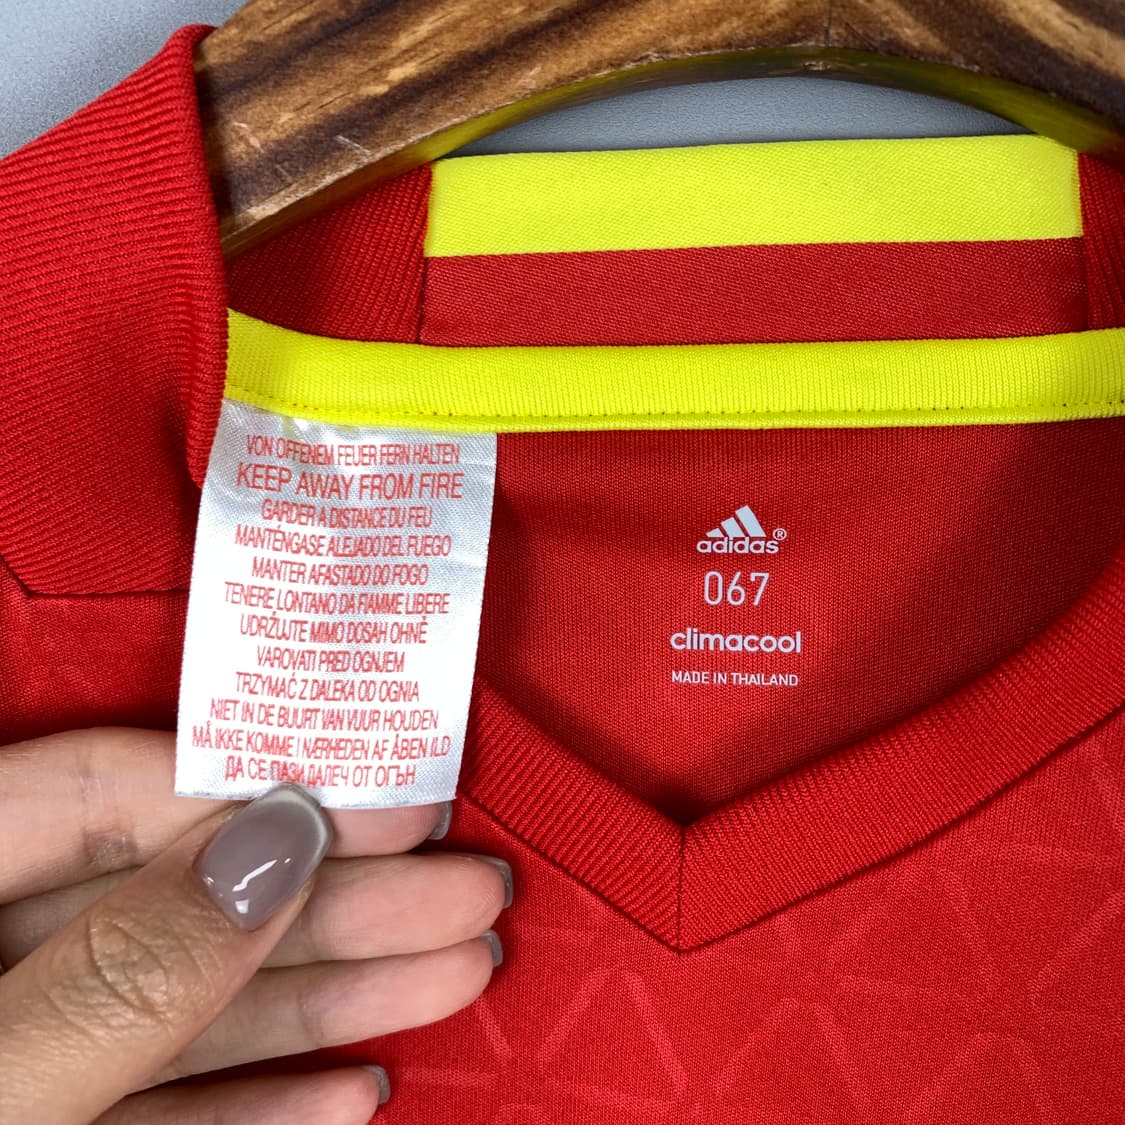 VON OFFENEM FEUER FERN HALTEN
KEEP AWAY FROM FIRE
GARDER A DISTANCE DU FEU
MANTÉNGASE ALEJADO DEL FUEGO
MANTER AFASTADO DO FOGO
TENERE LONTANO DA FIAMME LIBERE
UDRŽUJTE MIMO DOSAH OHNĚ
VAROVATI PRED OGNJEM
TRZYMAĆ Z DALEKA OD OGNIA
NIET IN DE BUURT VAN VUUR HOUDEN
MÅ IKKE KOMME I NÆRHEDEN AF ÅBEN ILD
ДА СЕ ПАЗИ ДАЛЕЧ ОТ ОГЪН
adidas®
067
climacool
MADE IN THAILAND